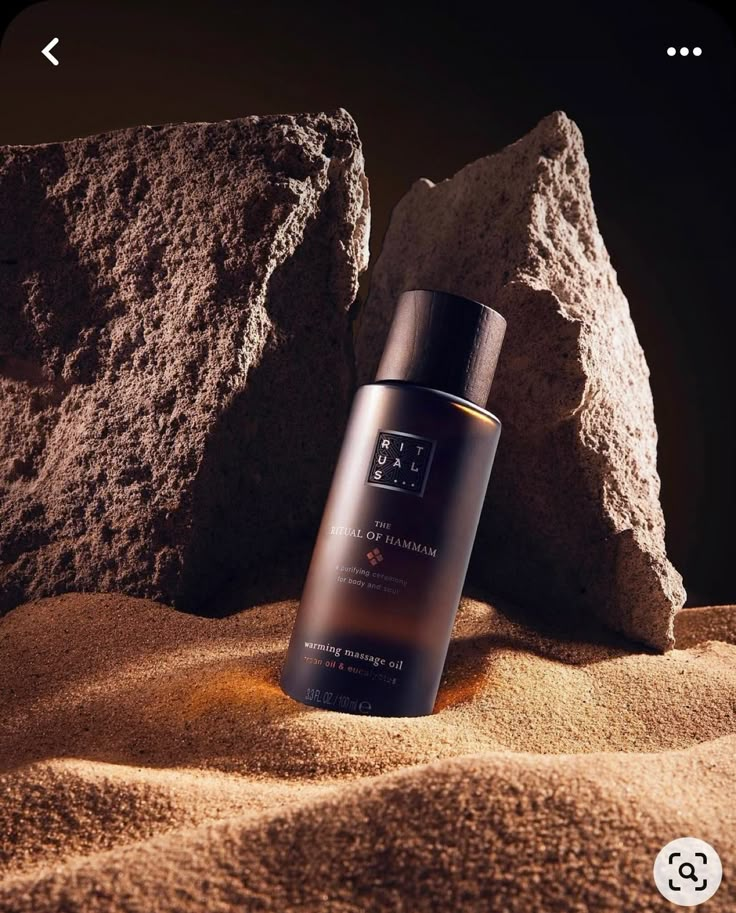 RIT
UAL
S...
THE
RITUAL OF HAMMAM
a purifying ceremony
for body and soul
warming massage oil
argan oil & eucalyptus
3.3 FL.OZ./100 ml e